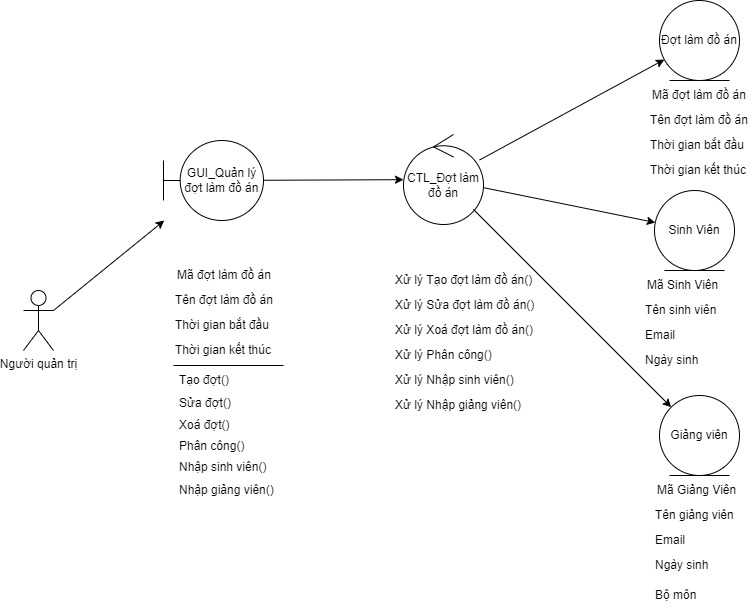 Người quản trị
GUI_Quản lý
đợt làm đồ án
Mã đợt làm đồ án
Tên đợt làm đồ án
Thời gian bắt đầu
Thời gian kết thúc
Tạo đợt()
Sửa đợt()
Xoá đợt()
Phân công()
Nhập sinh viên()
Nhập giảng viên()
CTL_Đợt làm
đồ án
Xử lý Tạo đợt làm đồ án()
Xử lý Sửa đợt làm đồ án()
Xử lý Xoá đợt làm đồ án()
Xử lý Phân công()
Xử lý Nhập sinh viên()
Xử lý Nhập giảng viên()
Đợt làm đồ án
Mã đợt làm đồ án
Tên đợt làm đồ án
Thời gian bắt đầu
Thời gian kết thúc
Sinh Viên
Mã Sinh Viên
Tên sinh viên
Email
Ngày sinh
Giảng viên
Mã Giảng Viên
Tên giảng viên
Email
Ngày sinh
Bộ môn